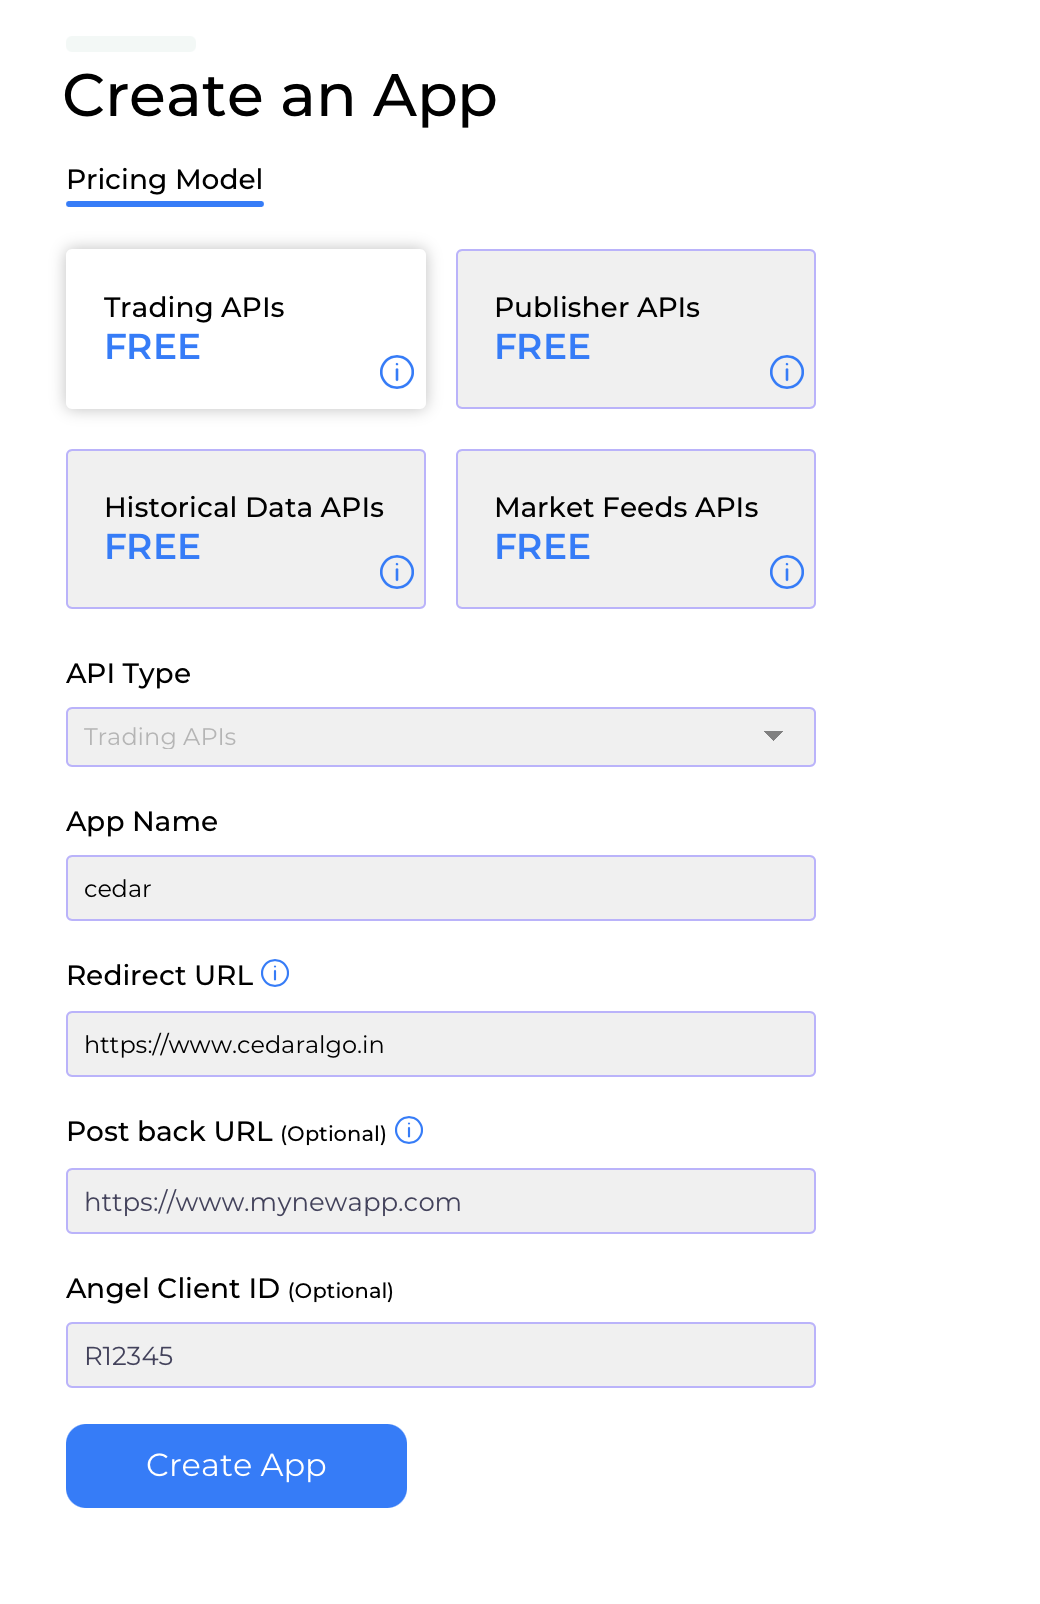 Create an App
Pricing Model
Trading APIs
FREE
Publisher APIs
FREE
Historical Data APIs
FREE
Market Feeds APIs
FREE
API Type
Trading APIs
App Name
cedar
Redirect URL
https://www.cedaralgo.in
Post back URL (Optional)
https://www.mynewapp.com
Angel Client ID (Optional)
R12345
Create App